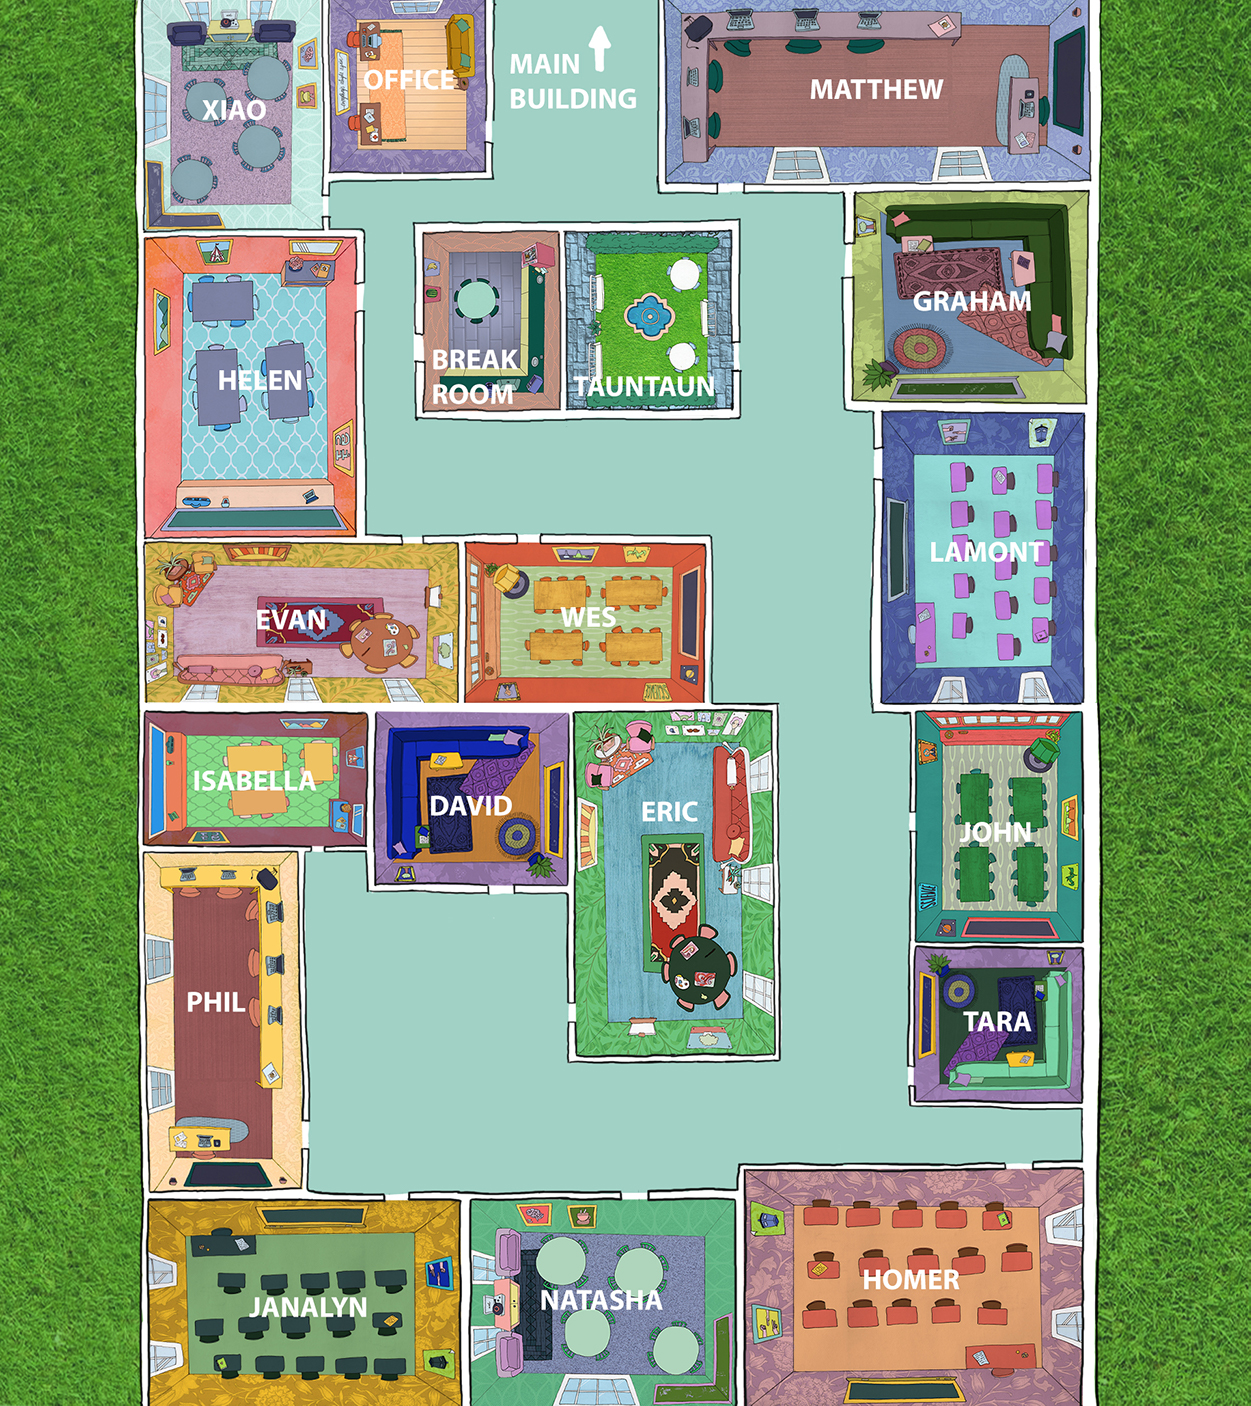 XIAO
OFFICE
MAIN
BUILDING
MATTHEW
HELEN
BREAK
ROOM
TAUNTAUN
GRAHAM
LAMONT
EVAN
WES
ISABELLA
DAVID
ERIC
JOHN
PHIL
TARA
JANALYN
NATASHA
HOMER